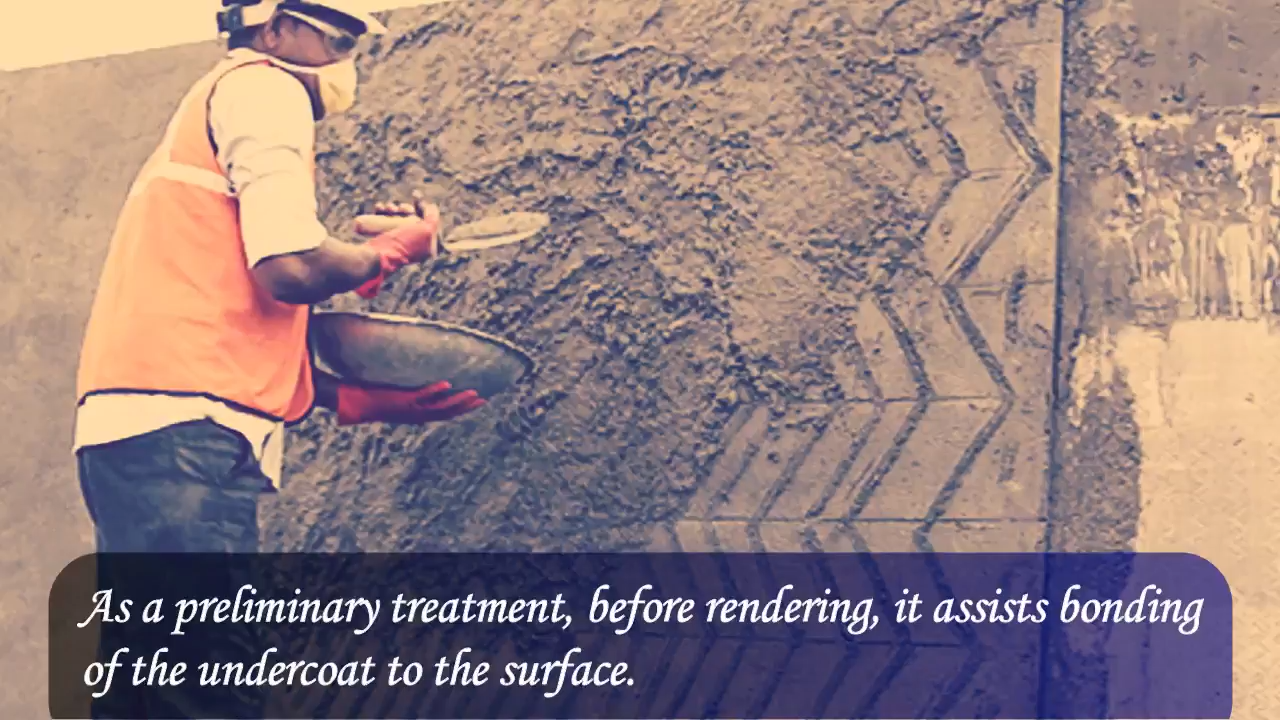 As a preliminary treatment, before rendering, it assists bonding
of the undercoat to the surface.